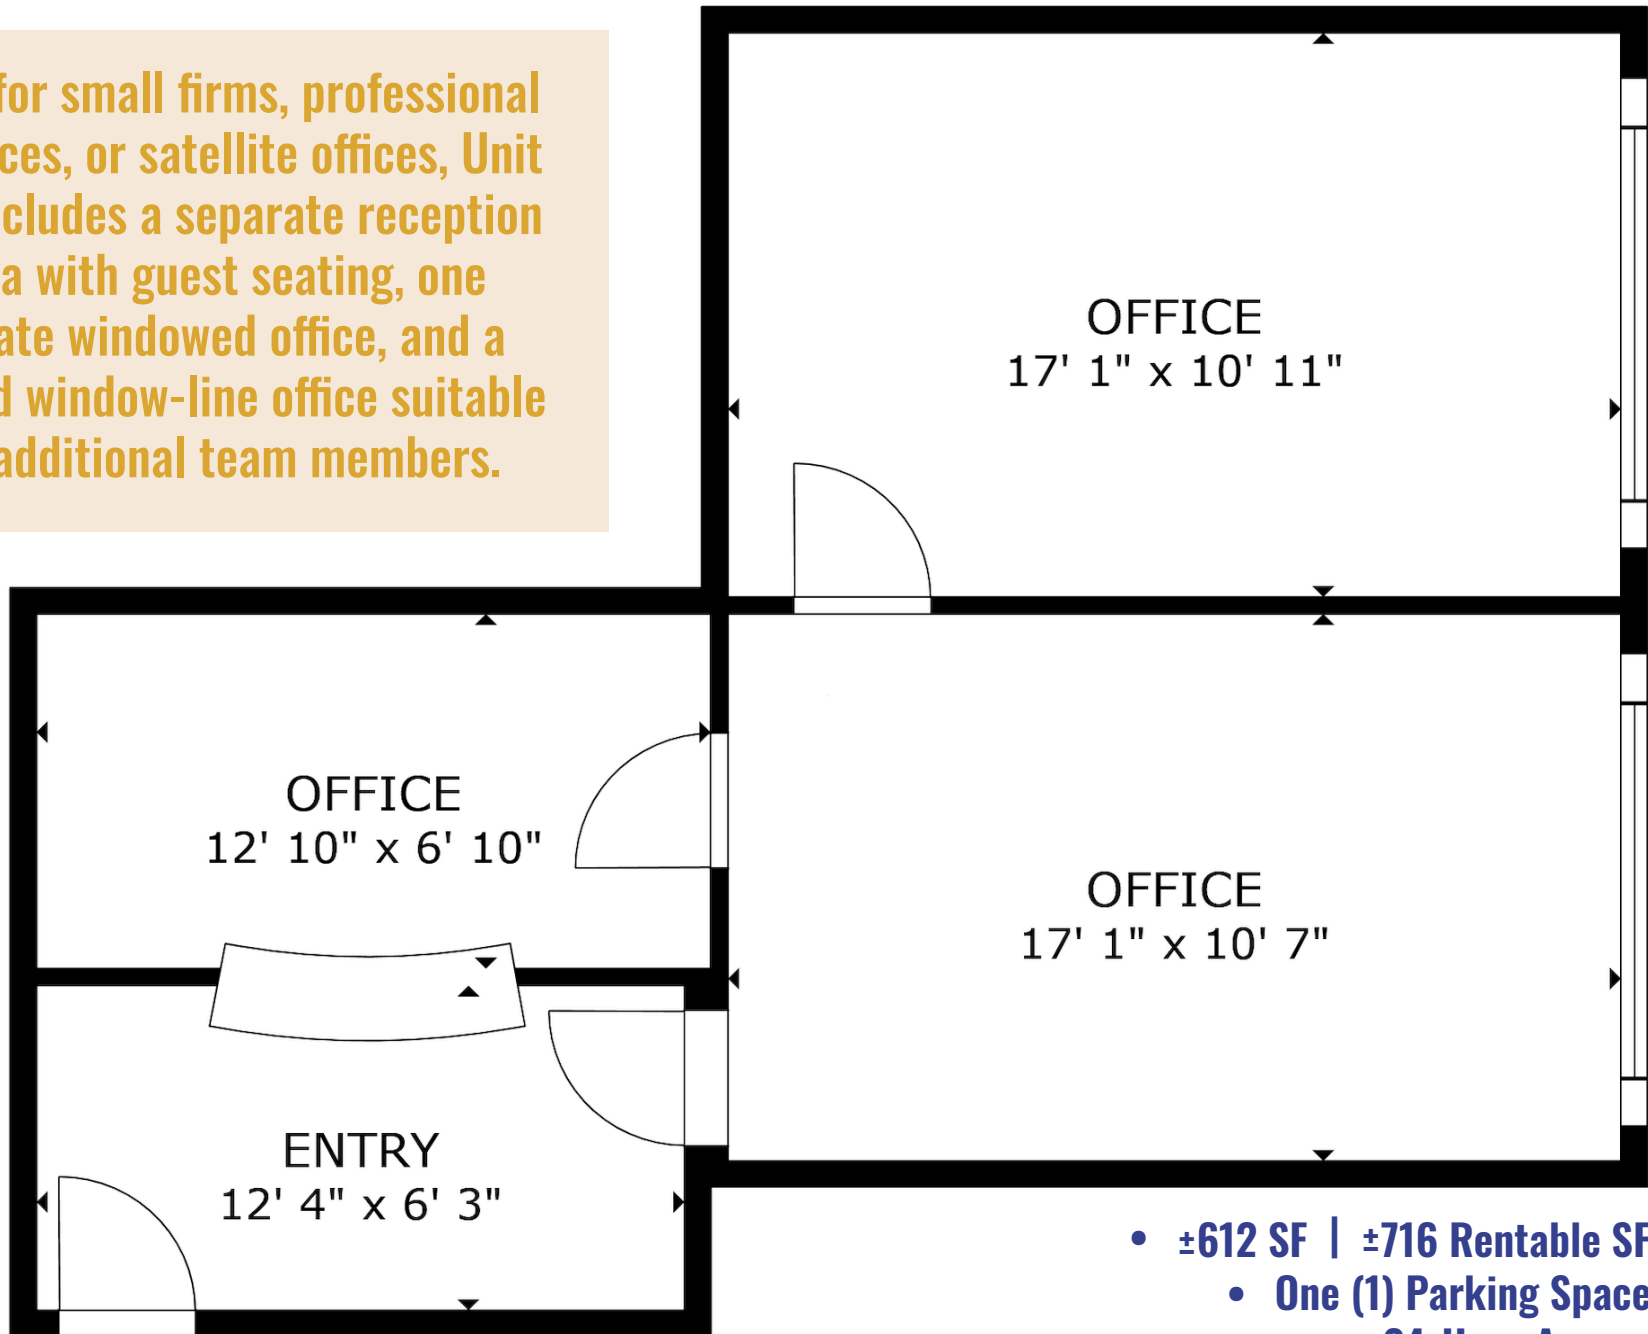 for small firms, professional
ces, or satellite offices, Unit
cludes a separate reception
a with guest seating, one
ate windowed office, and a
d window-line office suitable
additional team members.
OFFICE
17' 1" x 10' 11"
OFFICE
12' 10" x 6' 10"
OFFICE
17' 1" x 10' 7"
ENTRY
12' 4" x 6' 3"
• ±612 SF | ±716 Rentable SF
• One (1) Parking Space